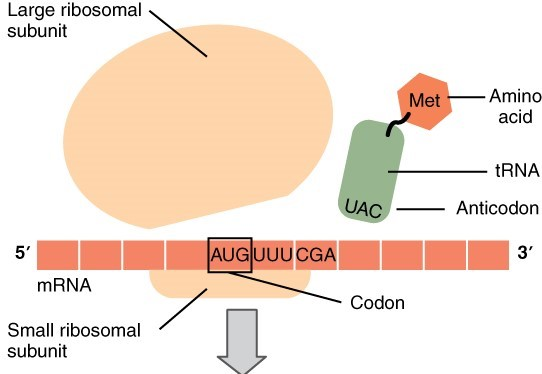 Large ribosomal
subunit
Met
Amino
acid
tRNA
UAC
Anticodon
5′
AUG UUU CGA
3′
mRNA
Codon
Small ribosomal
subunit